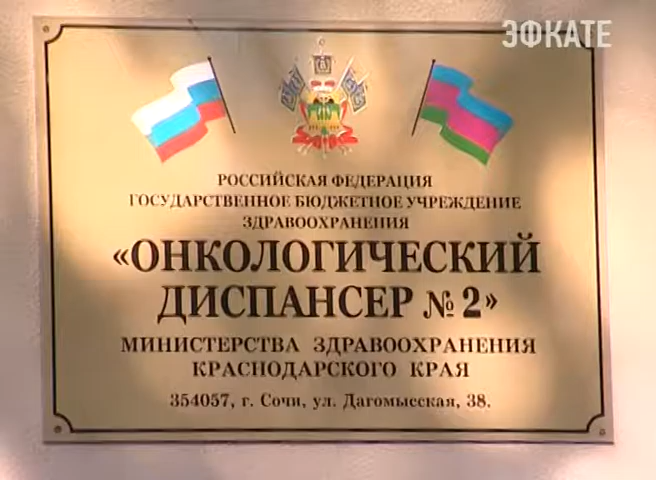 ЭФКАТЕ
РОССИЙСКАЯ ФЕДЕРАЦИЯ
ГОСУДАРСТВЕННОЕ БЮДЖЕТНОЕ УЧРЕЖДЕНИЕ
ЗДРАВООХРАНЕНИЯ
«ОНКОЛОГИЧЕСКИЙ
ДИСПАНСЕР № 2»
МИНИСТЕРСТВА ЗДРАВООХРАНЕНИЯ
КРАСНОДАРСКОГО КРАЯ
354057, г. Сочи, ул. Дагомысская, 38.